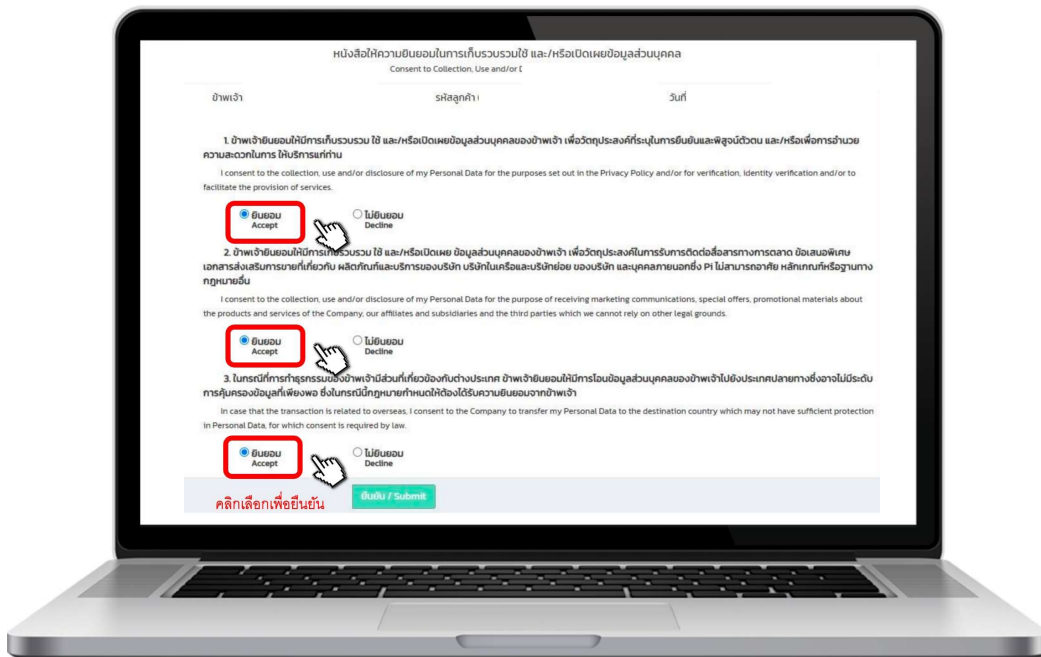 หนังสือให้ความยินยอมในการเก็บรวบรวมใช้ และ/หรือเปิดเผยข้อมูลส่วนบุคคล
Consent to Collection, Use and/or
ข้าพเจ้า รหัสลูกค้า วันที่
1. ข้าพเจ้ายินยอมให้มีการเก็บรวบรวม ใช้ และ/หรือเปิดเผยข้อมูลส่วนบุคคลของข้าพเจ้า เพื่อวัตถุประสงค์ที่ระบุในการยืนยันและพิสูจน์ตัวตน และ/หรือเพื่อการอำนวย
ความสะดวกในการ ให้บริการแก่ท่าน
I consent to the collection, use and/or disclosure of my Personal Data for the purposes set out in the Privacy Policy and/or for verification, identity verification and/or to
facilitate the provision of services.
ยินยอม ไม่ยินยอม
Accept Decline
2. ข้าพเจ้ายินยอมให้มีการเก็บรวบรวม ใช้ และ/หรือเปิดเผย ข้อมูลส่วนบุคคลของข้าพเจ้า เพื่อวัตถุประสงค์ในการรับการติดต่อสื่อสารทางการตลาด ข้อเสนอพิเศษ
เอกสารส่งเสริมการขายที่เกี่ยวกับ ผลิตภัณฑ์และบริการของบริษัท บริษัทในเครือและบริษัทย่อย ของบริษัท และบุคคลภายนอกซึ่ง Pi ไม่สามารถอาศัย หลักเกณฑ์หรือฐานทาง
กฎหมายอื่น
I consent to the collection, use and/or disclosure of my Personal Data for the purpose of receiving marketing communications, special offers, promotional materials about
the products and services of the Company, our affiliates and subsidiaries and the third parties which we cannot rely on other legal grounds.
ยินยอม ไม่ยินยอม
Accept Decline
3. ในกรณีที่การทำธุรกรรมของข้าพเจ้ามีส่วนที่เกี่ยวข้องกับต่างประเทศ ข้าพเจ้ายินยอมให้มีการโอนข้อมูลส่วนบุคคลของข้าพเจ้าไปยังประเทศปลายทางซึ่งอาจไม่มีระดับ
การคุ้มครองข้อมูลที่เพียงพอ ซึ่งในกรณีนี้กฎหมายกำหนดให้ต้องได้รับความยินยอมจากข้าพเจ้า
In case that the transaction is related to overseas, I consent to the Company to transfer my Personal Data to the destination country which may not have sufficient protection
in Personal Data, for which consent is required by law.
ยินยอม ไม่ยินยอม
Accept Decline
คลิกเลือกเพื่อยืนยัน ยืนยัน / Submit